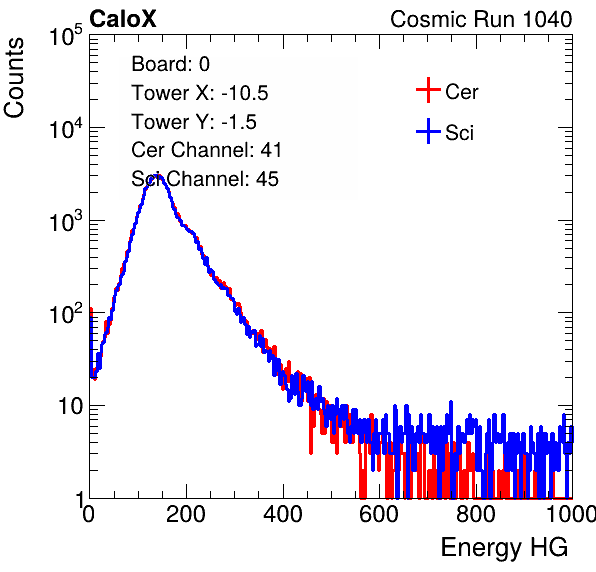 CaloX Cosmic Run 1040
Board: 0
Tower X: -10.5
Tower Y: -1.5
Cer Channel: 41
Sci Channel: 45
Cer
Sci
Counts
10^5
10^4
10^3
10^2
10
1
0 200 400 600 800 1000
Energy HG